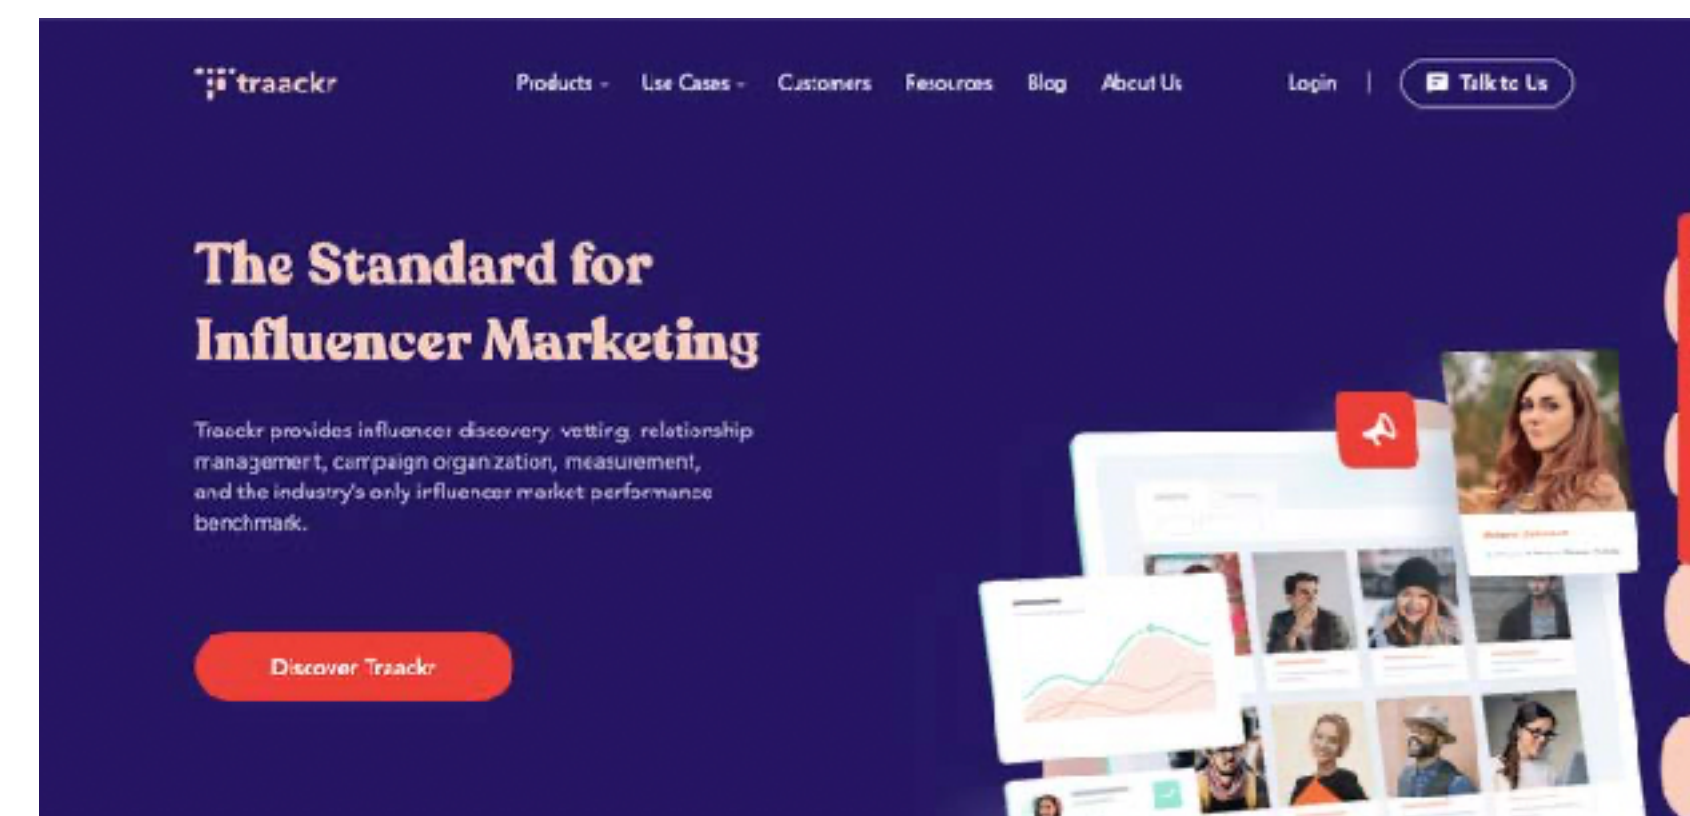 traackr
Products
Use Cases
Customers
Resources
Blog
About Us
Login
Talk to Us
The Standard for
Influencer Marketing
Traackr provides influencer discovery, vetting, relationship
management, campaign organization, measurement,
and the industry's only influencer market performance
benchmark.
Discover Traackr